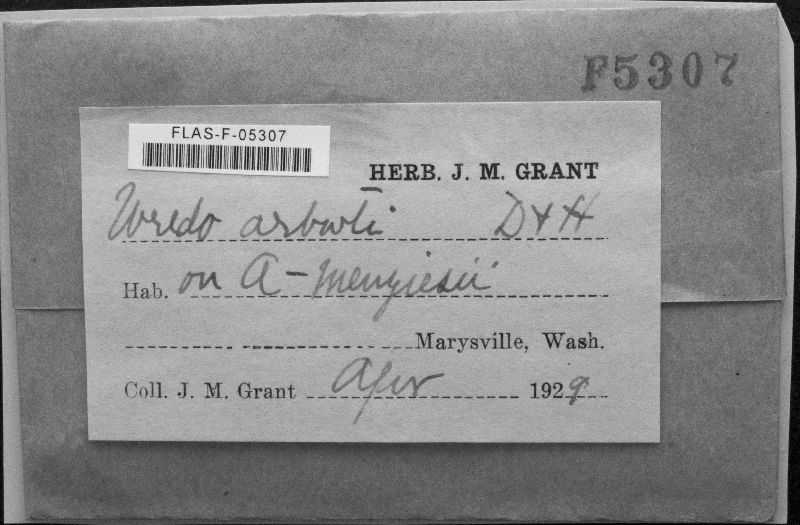 F5307
FLAS-F-05307
HERB. J. M. GRANT
Uredo arbuti D & H
Hab. on A-Menziesii
Marysville, Wash.
Coll. J. M. Grant Apr 1929